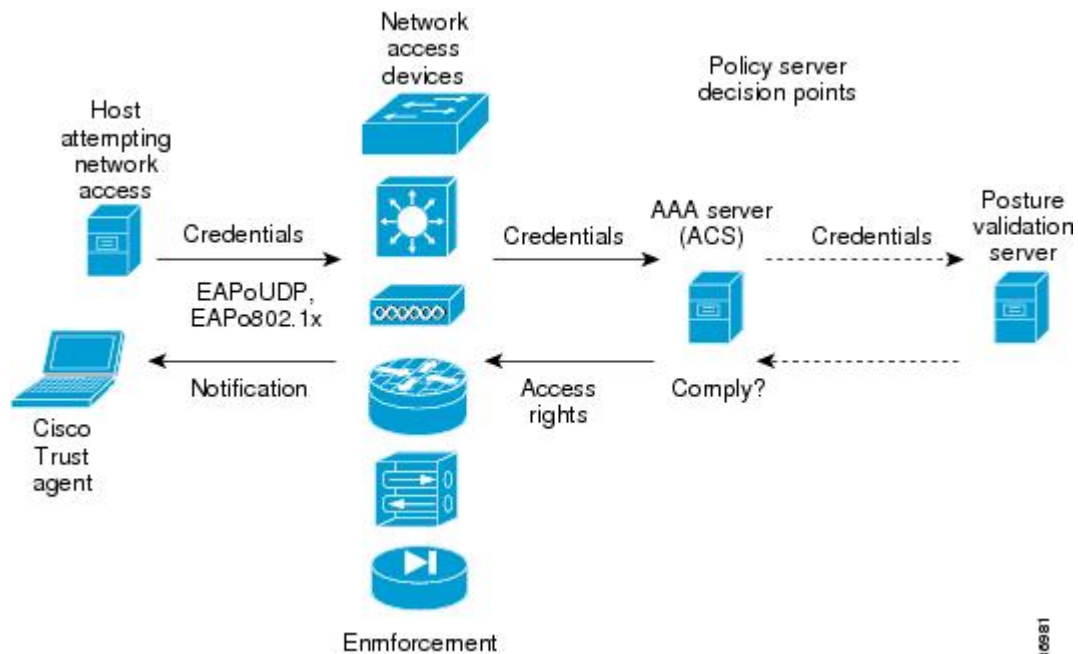 Network
access
devices
Policy server
decision points
Host
attempting
network
access
AAA server
(ACS)
Posture
validation
server
Credentials
Credentials
Credentials
EAPoUDP,
EAPo802.1x
Notification
Access
rights
Comply?
Cisco
Trust
agent
Enmforcement